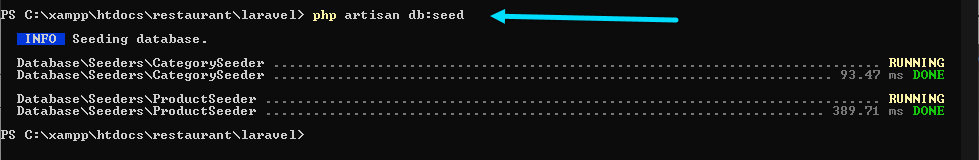 PS C:\xampp\htdocs\restaurant\laravel> php artisan db:seed
INFO Seeding database.
Database\Seeders\CategorySeeder ........................................................................... RUNNING
Database\Seeders\CategorySeeder ..................................................................... 93.47 ms DONE
Database\Seeders\ProductSeeder ............................................................................ RUNNING
Database\Seeders\ProductSeeder ..................................................................... 389.71 ms DONE
PS C:\xampp\htdocs\restaurant\laravel>